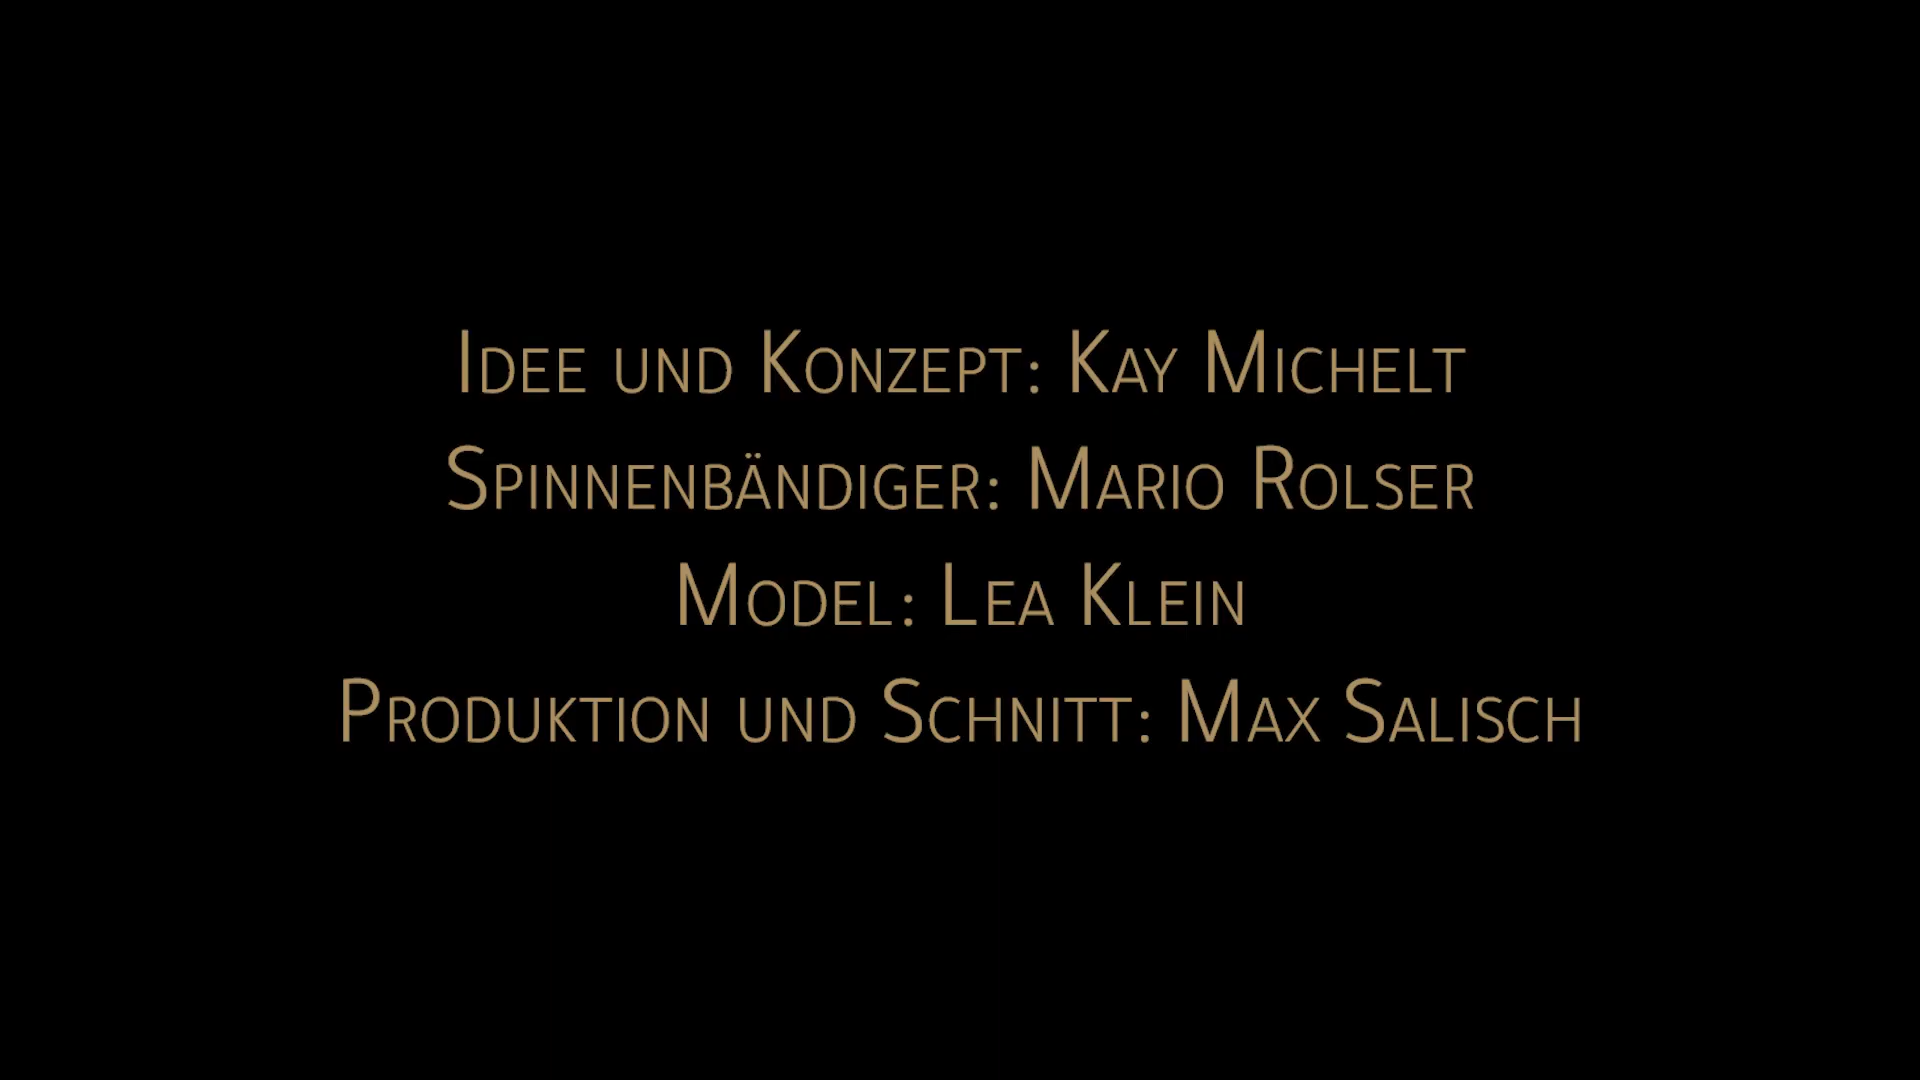 Idee und Konzept: Kay Michelt
Spinnenbändiger: Mario Rolser
Model: Lea Klein
Produktion und Schnitt: Max Salisch